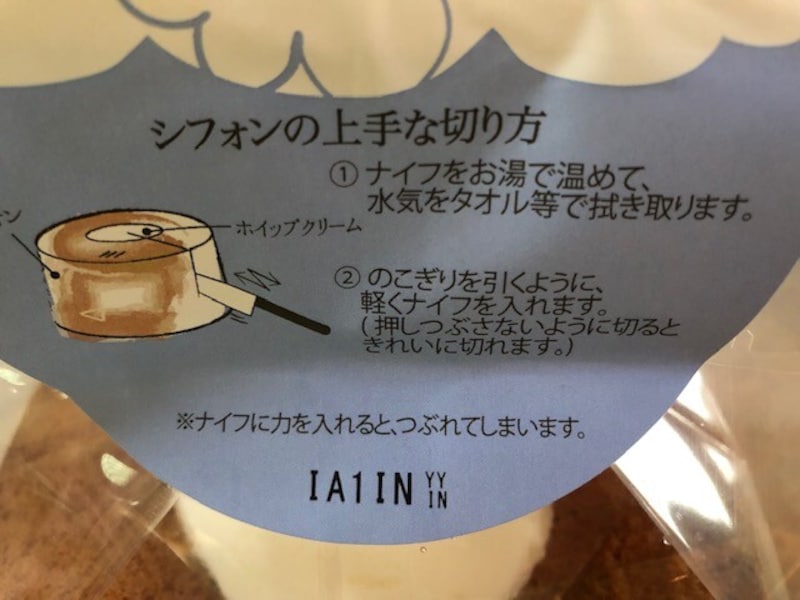 シフォンの上手な切り方
① ナイフをお湯で温めて、
水気をタオル等で拭き取ります。
ホイップクリーム
② のこぎりを引くように、
軽くナイフを入れます。
(押しつぶさないように切ると
きれいに切れます。)
※ナイフに力を入れると、つぶれてしまいます。
IA1IN YY
IN